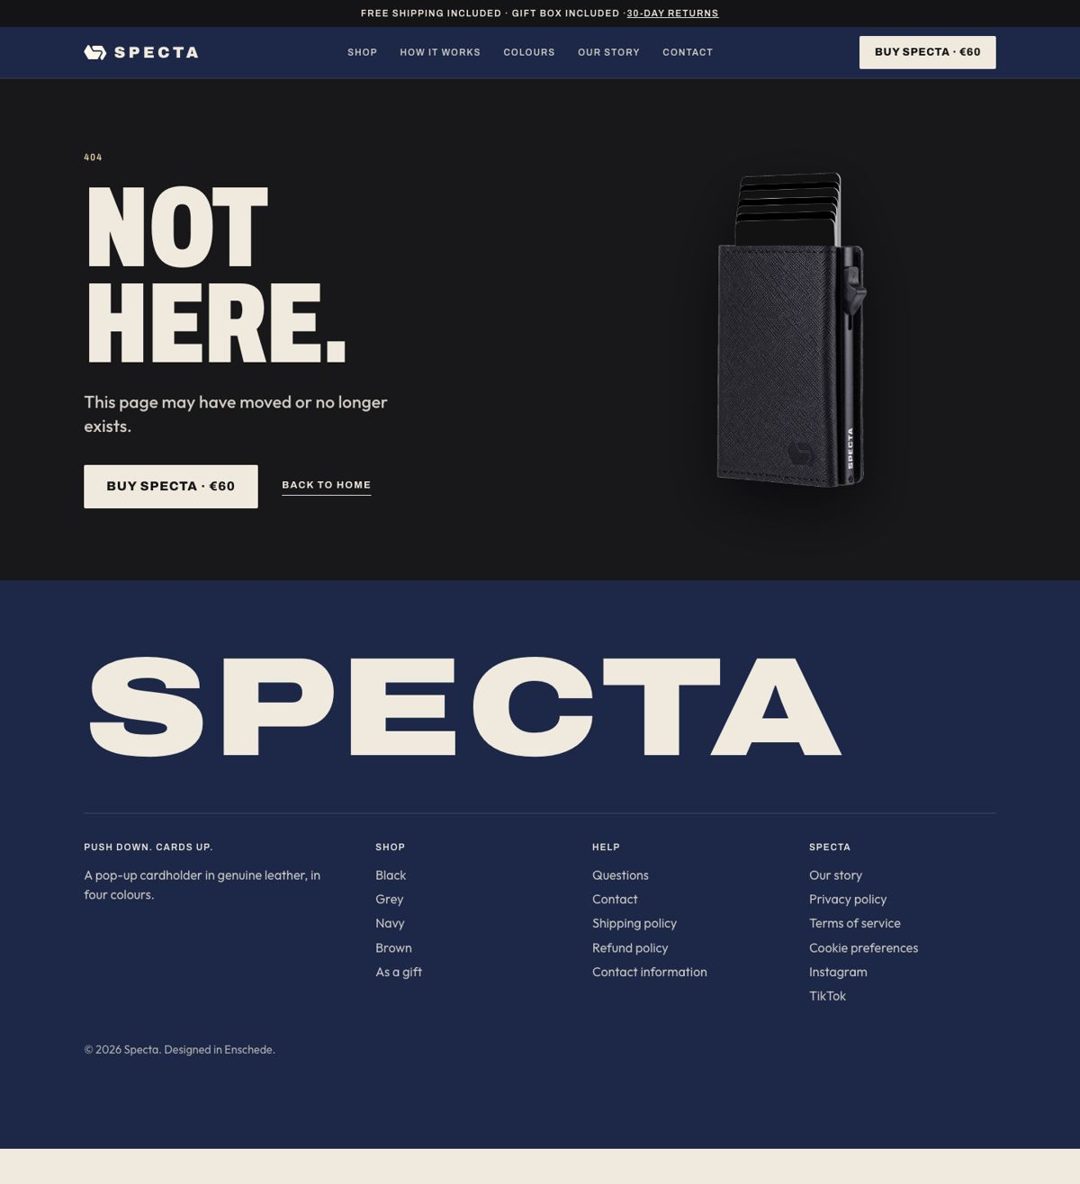 FREE SHIPPING INCLUDED · GIFT BOX INCLUDED ·30-DAY RETURNS
SPECTA
SHOP HOW IT WORKS COLOURS OUR STORY CONTACT
BUY SPECTA · €60
404
NOT
HERE.
This page may have moved or no longer
exists.
BUY SPECTA · €60
BACK TO HOME
SPECTA
SPECTA
PUSH DOWN. CARDS UP.
A pop-up cardholder in genuine leather, in
four colours.
SHOP
Black
Grey
Navy
Brown
As a gift
HELP
Questions
Contact
Shipping policy
Refund policy
Contact information
SPECTA
Our story
Privacy policy
Terms of service
Cookie preferences
Instagram
TikTok
© 2026 Specta. Designed in Enschede.